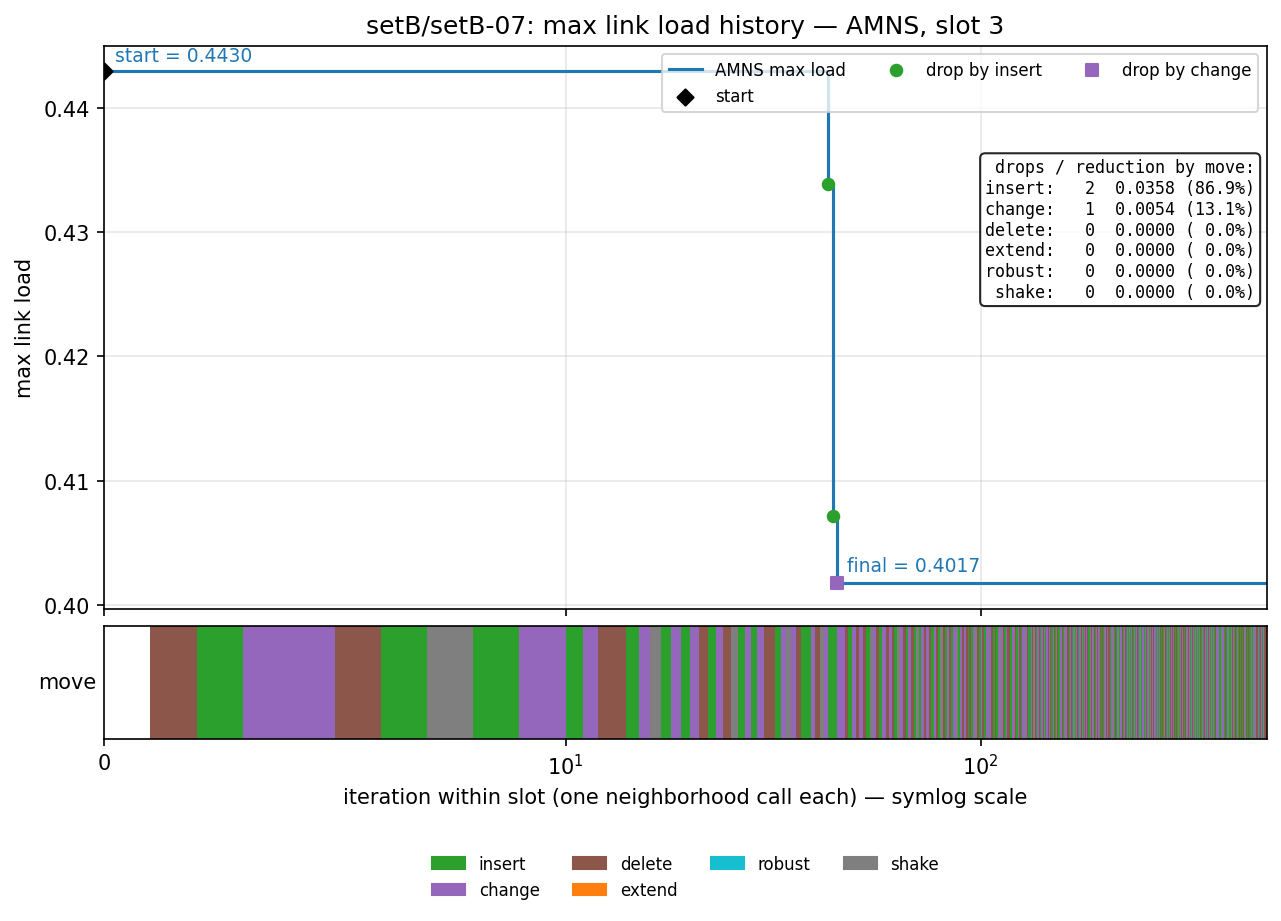 setB/setB-07: max link load history — AMNS, slot 3
start = 0.4430
AMNS max load
drop by insert
drop by change
start
drops / reduction by move:
insert:   2  0.0358 (86.9%)
change:   1  0.0054 (13.1%)
delete:   0  0.0000 ( 0.0%)
extend:   0  0.0000 ( 0.0%)
robust:   0  0.0000 ( 0.0%)
shake:   0  0.0000 ( 0.0%)
max link load
0.44
0.43
0.42
0.41
0.40
final = 0.4017
move
0
10¹
10²
iteration within slot (one neighborhood call each) — symlog scale
insert
delete
robust
shake
change
extend